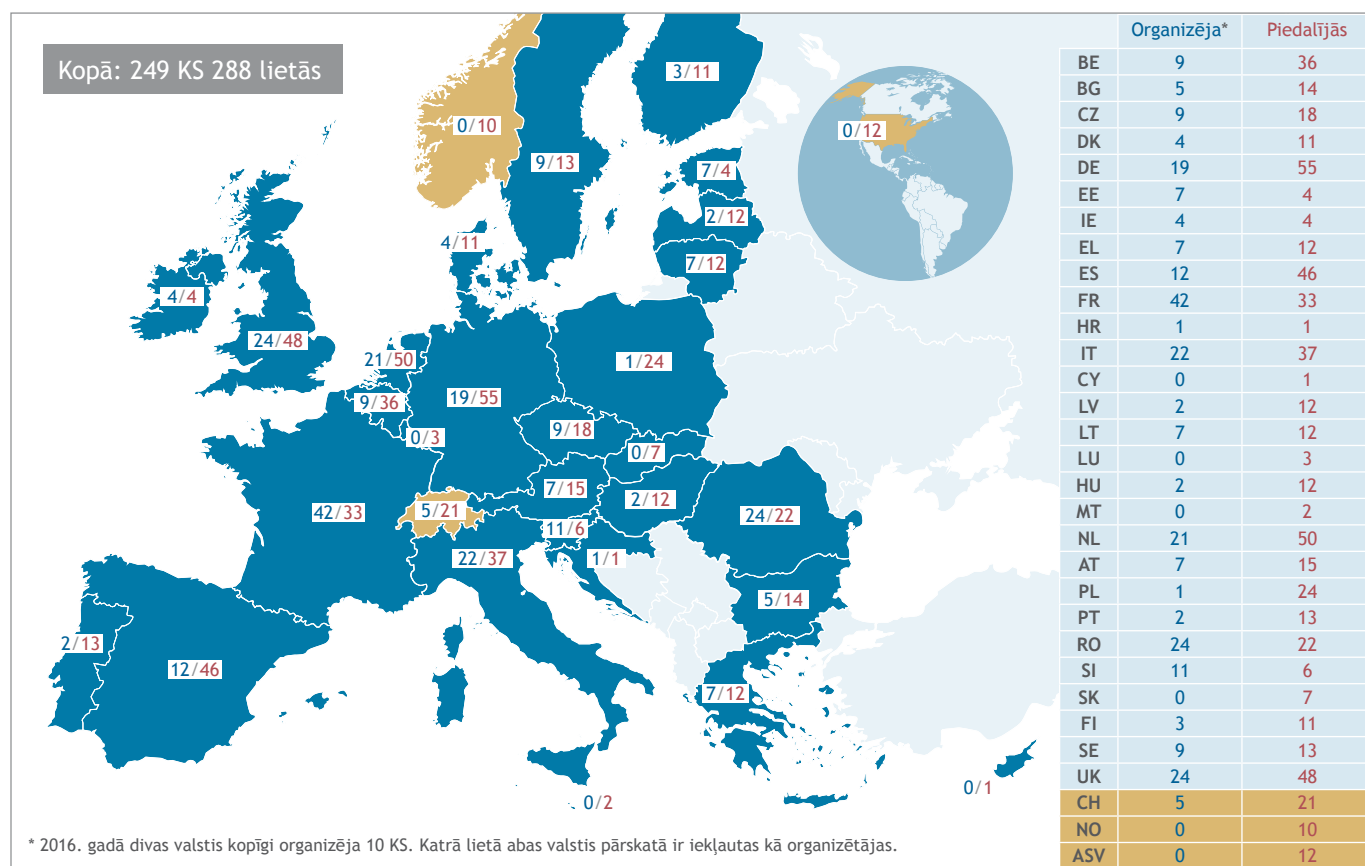 Kopā: 249 KS 288 lietās
3/11
0/10
0/12
9/13
7/4
2/12
4/11
7/12
4/4
24/48
21/50
1/24
9/36
19/55
0/3
9/18
0/7
7/15
2/12
42/33
5/21
24/22
11/6
22/37
1/1
5/14
2/13
12/46
7/12
0/1
0/2
* 2016. gadā divas valstis kopīgi organizēja 10 KS. Katrā lietā abas valstis pārskatā ir iekļautas kā organizētājas.
Organizēja* Piedalījās
BE 9 36
BG 5 14
CZ 9 18
DK 4 11
DE 19 55
EE 7 4
IE 4 4
EL 7 12
ES 12 46
FR 42 33
HR 1 1
IT 22 37
CY 0 1
LV 2 12
LT 7 12
LU 0 3
HU 2 12
MT 0 2
NL 21 50
AT 7 15
PL 1 24
PT 2 13
RO 24 22
SI 11 6
SK 0 7
FI 3 11
SE 9 13
UK 24 48
CH 5 21
NO 0 10
ASV 0 12